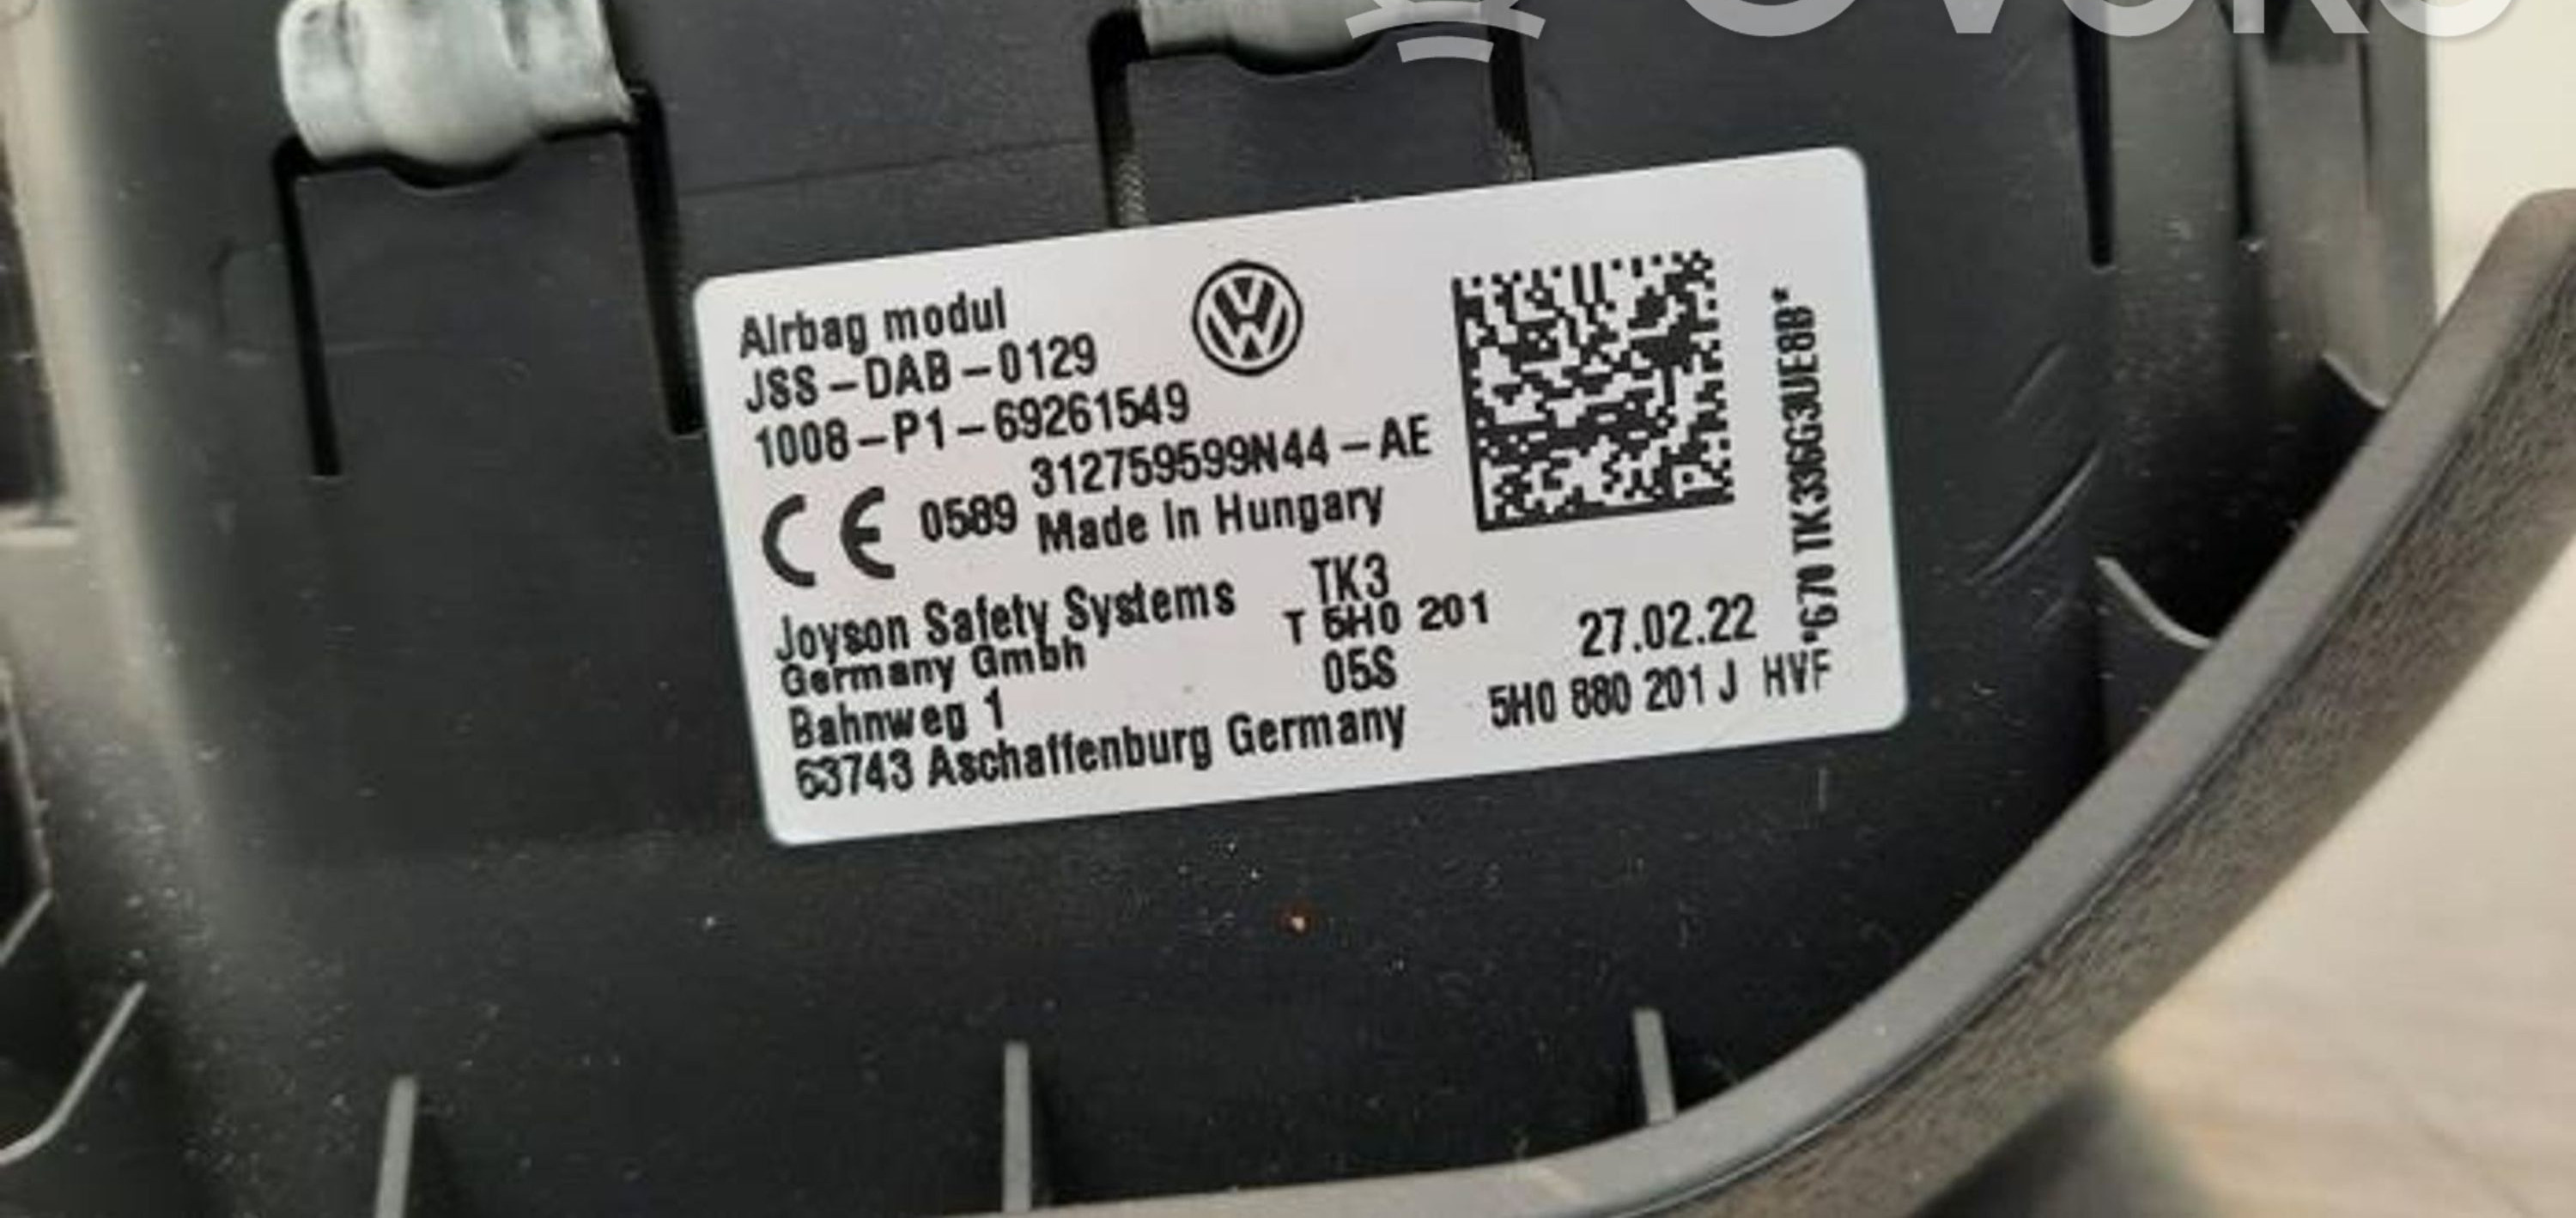 Airbag modul
JSS-DAB-0129
1008-P1-69261549
312759599N44-AE
CE 0589 Made in Hungary
Joyson Safety Systems
Germany Gmbh
Bahnweg 1
63743 Aschaffenburg Germany
TK3
T 5H0 201
05S
27.02.22
5H0 880 201 J HVF
*670 TK336G3UE8B*